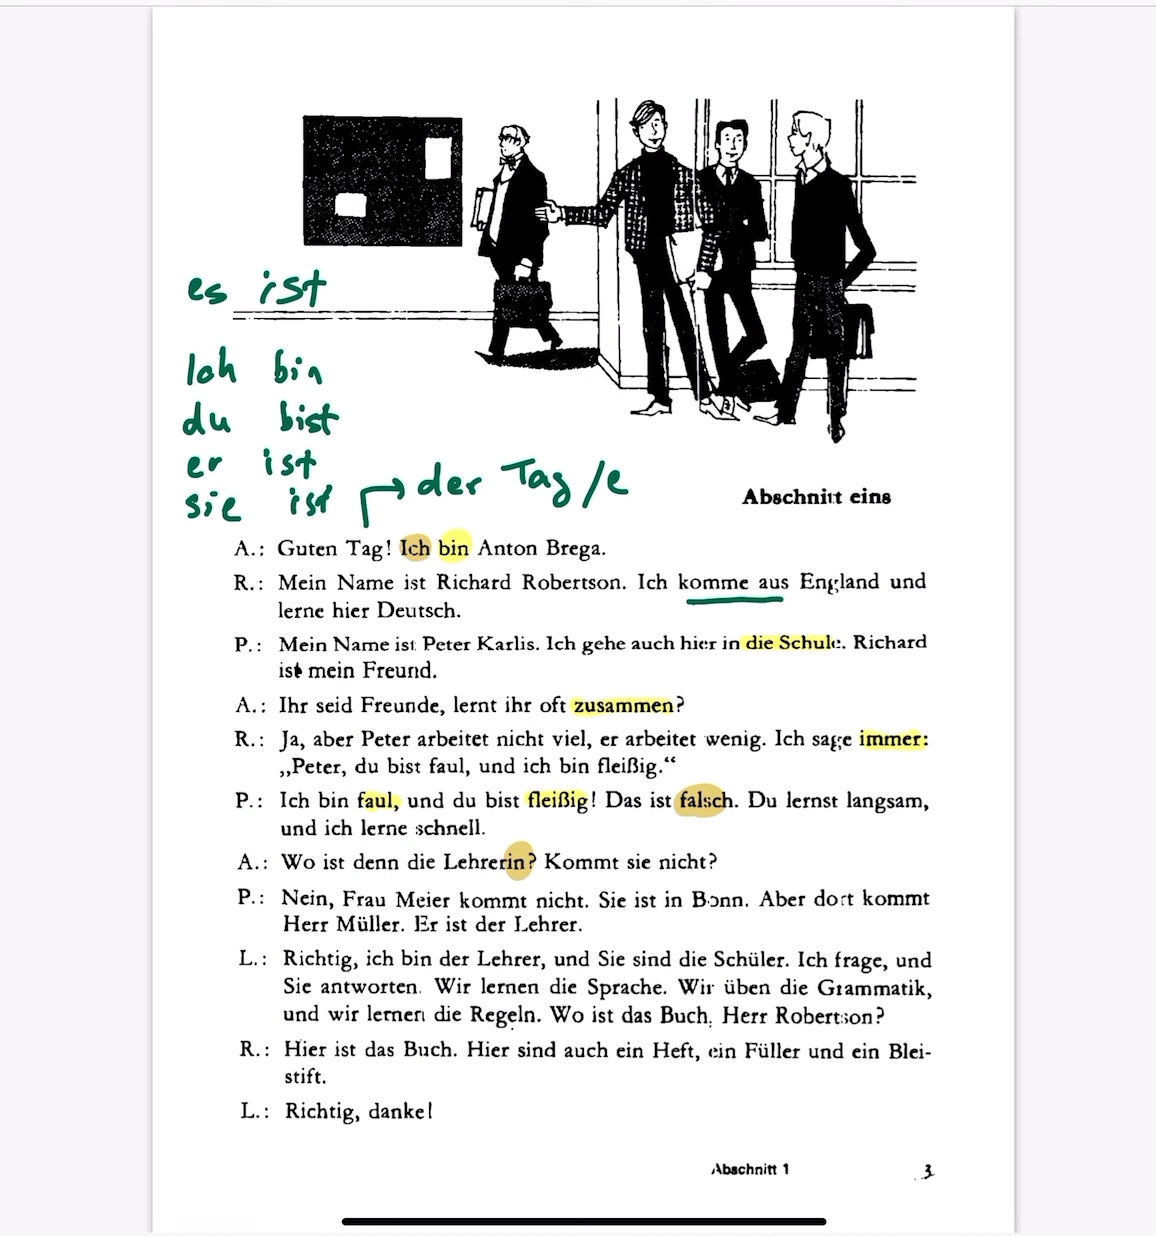 es ist
Ich bin
du bist
er ist
sie ist
der Tag/e
Abschnitt eins
A.: Guten Tag! Ich bin Anton Brega.
R.: Mein Name ist Richard Robertson. Ich komme aus England und
lerne hier Deutsch.
P.: Mein Name ist Peter Karlis. Ich gehe auch hier in die Schule. Richard
ist mein Freund.
A.: Ihr seid Freunde, lernt ihr oft zusammen?
R.: Ja, aber Peter arbeitet nicht viel, er arbeitet wenig. Ich sage immer:
„Peter, du bist faul, und ich bin fleißig.“
P.: Ich bin faul, und du bist fleißig! Das ist falsch. Du lernst langsam,
und ich lerne schnell.
A.: Wo ist denn die Lehrerin? Kommt sie nicht?
P.: Nein, Frau Meier kommt nicht. Sie ist in Bonn. Aber dort kommt
Herr Müller. Er ist der Lehrer.
L.: Richtig, ich bin der Lehrer, und Sie sind die Schüler. Ich frage, und
Sie antworten. Wir lernen die Sprache. Wir üben die Grammatik,
und wir lernen die Regeln. Wo ist das Buch, Herr Robertson?
R.: Hier ist das Buch. Hier sind auch ein Heft, ein Füller und ein Blei-
stift.
L.: Richtig, danke!
Abschnitt 1 3